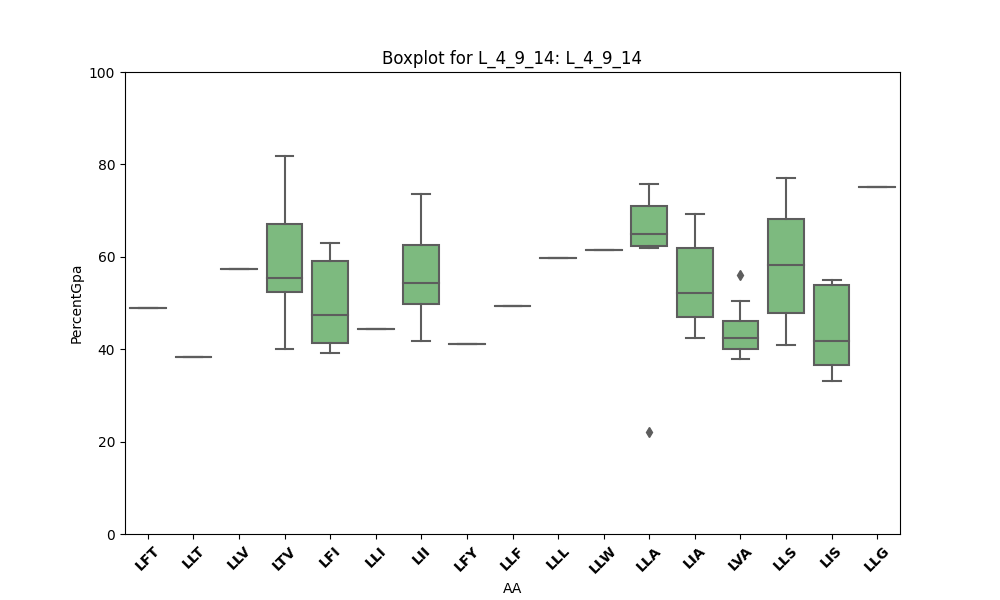 Boxplot for L_4_9_14: L_4_9_14
100
80
60
40
20
0
PercentGpa
LFT LLT LLV LTV LFI LLI LII LFY LLF LLL LLW LLA LIA LVA LLS LIS LLG
AA